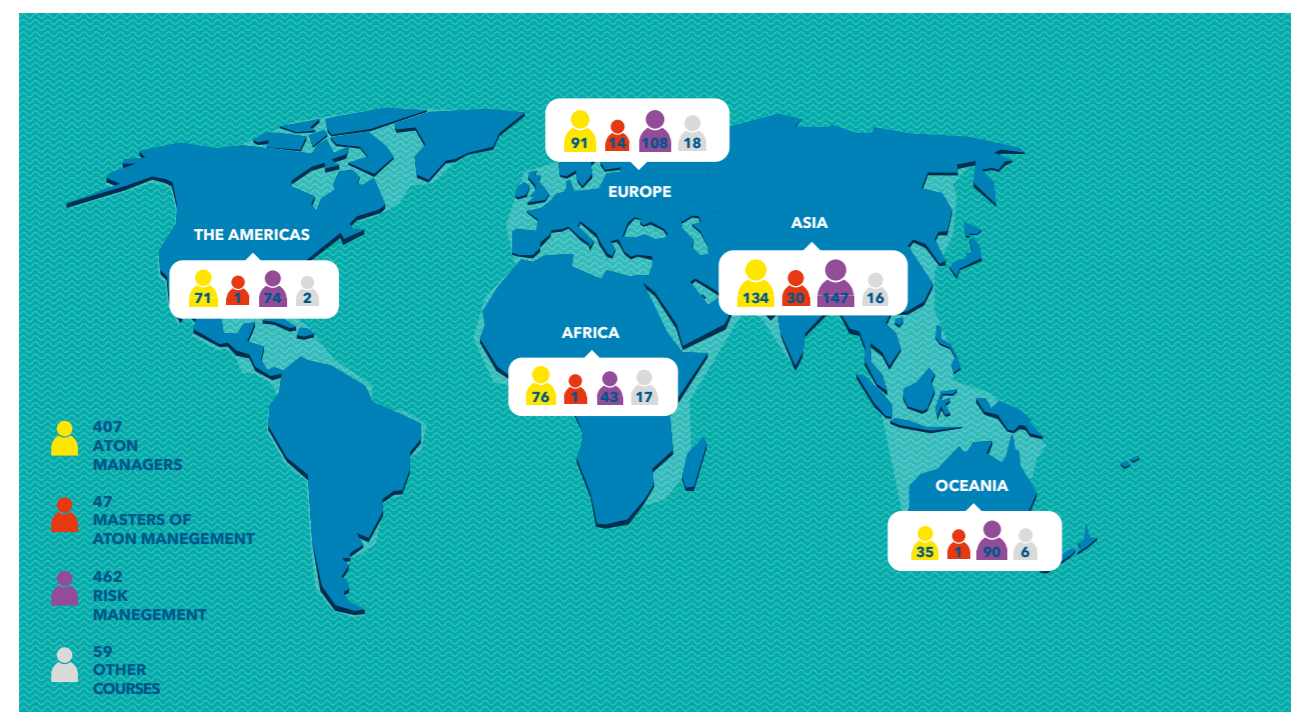 91 14 108 18
EUROPE
ASIA
134 30 147 16
THE AMERICAS
71 1 74 2
AFRICA
76 1 43 17
OCEANIA
35 1 90 6
407
ATON
MANAGERS
47
MASTERS OF
ATON MANEGEMENT
462
RISK
MANEGEMENT
59
OTHER
COURSES